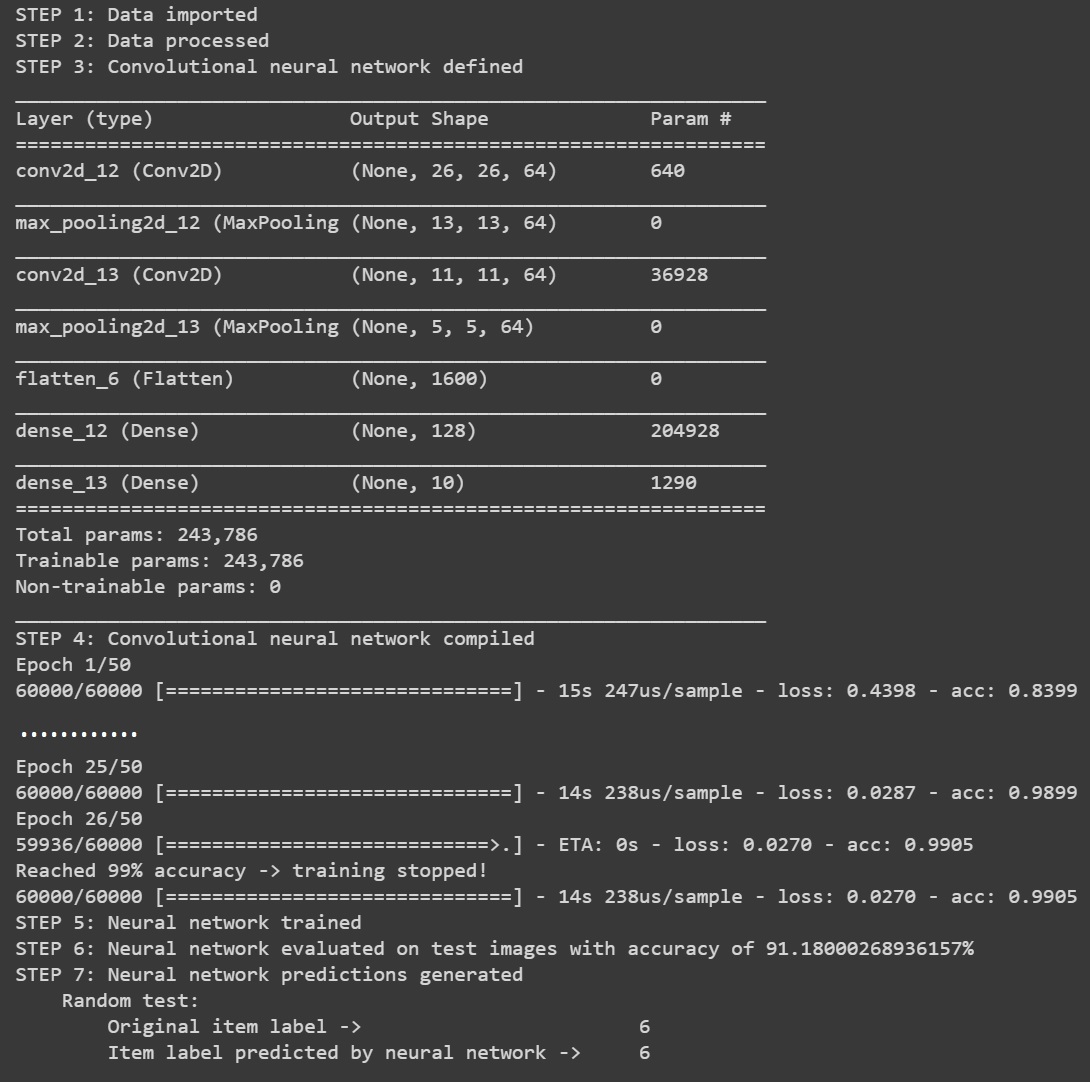 STEP 1: Data imported
STEP 2: Data processed
STEP 3: Convolutional neural network defined
_________________________________________________________________
Layer (type)                 Output Shape              Param #
=================================================================
conv2d_12 (Conv2D)           (None, 26, 26, 64)        640
_________________________________________________________________
max_pooling2d_12 (MaxPooling (None, 13, 13, 64)        0
_________________________________________________________________
conv2d_13 (Conv2D)           (None, 11, 11, 64)        36928
_________________________________________________________________
max_pooling2d_13 (MaxPooling (None, 5, 5, 64)          0
_________________________________________________________________
flatten_6 (Flatten)          (None, 1600)              0
_________________________________________________________________
dense_12 (Dense)             (None, 128)               204928
_________________________________________________________________
dense_13 (Dense)             (None, 10)                1290
=================================================================
Total params: 243,786
Trainable params: 243,786
Non-trainable params: 0
_________________________________________________________________
STEP 4: Convolutional neural network compiled
Epoch 1/50
60000/60000 [==============================] - 15s 247us/sample - loss: 0.4398 - acc: 0.8399
............
Epoch 25/50
60000/60000 [==============================] - 14s 238us/sample - loss: 0.0287 - acc: 0.9899
Epoch 26/50
59936/60000 [============================>.] - ETA: 0s - loss: 0.0270 - acc: 0.9905
Reached 99% accuracy -> training stopped!
60000/60000 [==============================] - 14s 238us/sample - loss: 0.0270 - acc: 0.9905
STEP 5: Neural network trained
STEP 6: Neural network evaluated on test images with accuracy of 91.18000268936157%
STEP 7: Neural network predictions generated
    Random test:
        Original item label ->                        6
        Item label predicted by neural network ->     6